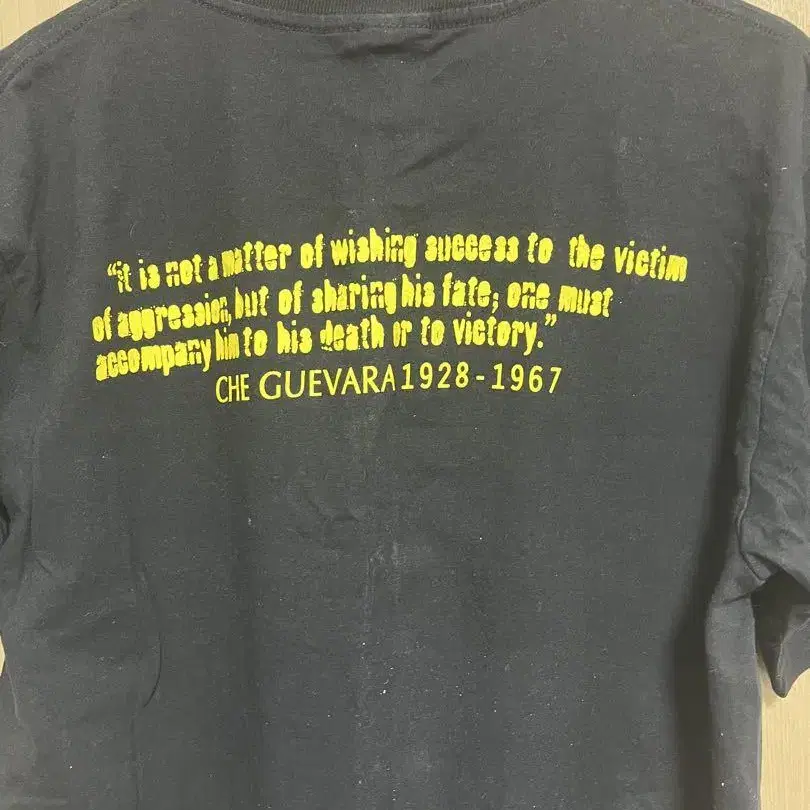 "it is not a matter of wishing success to the victim
of aggression, but of sharing his fate; one must
accompany him to his death or to victory."
CHE GUEVARA 1928-1967